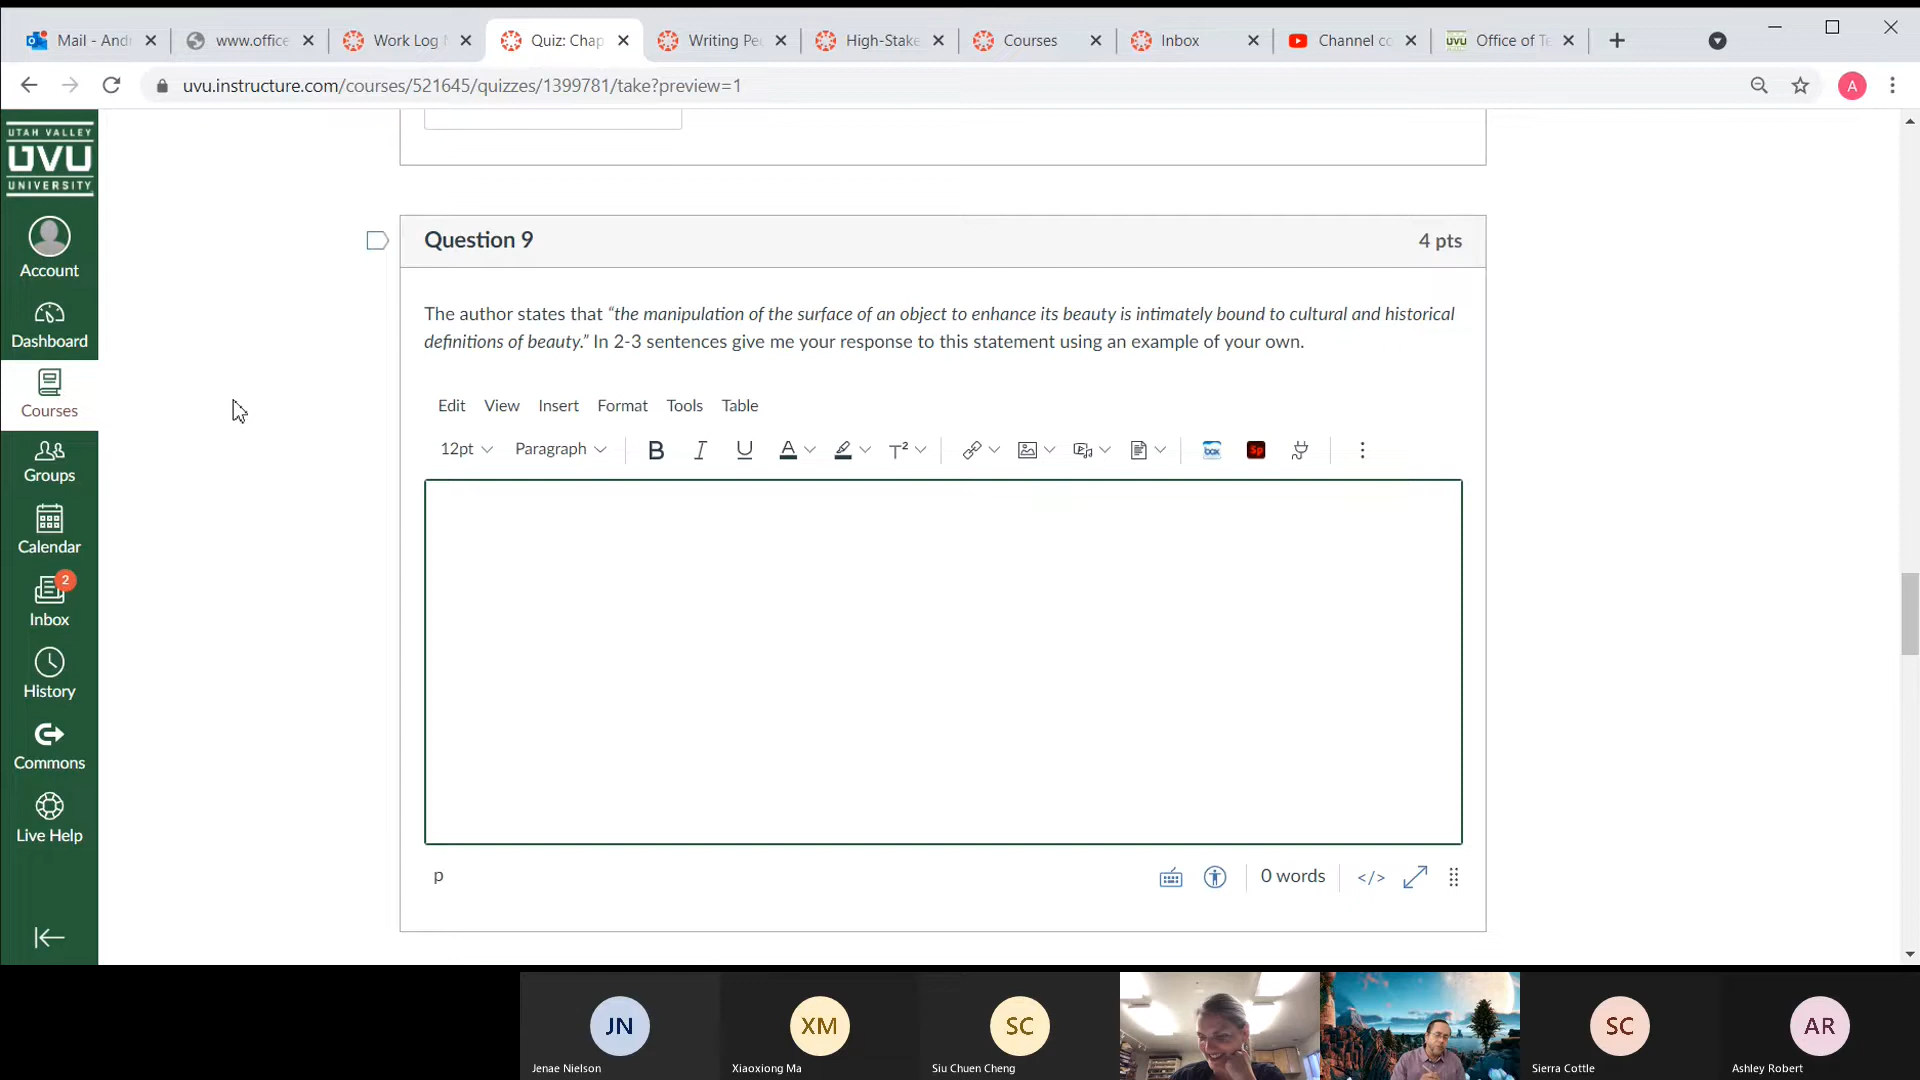 Mail - And
www.office
Work Log
Quiz: Chap
Writing Pe
High-Stake
Courses
Inbox
Channel co
UVU
Office of Te
uvu.instructure.com/courses/521645/quizzes/1399781/take?preview=1
A
UTAH VALLEY
UVU
UNIVERSITY
Account
Dashboard
Courses
Groups
Calendar
2
Inbox
History
Commons
Live Help
Question 9
4 pts
The author states that “the manipulation of the surface of an object to enhance its beauty is intimately bound to cultural and historical
definitions of beauty.” In 2-3 sentences give me your response to this statement using an example of your own.
Edit View Insert Format Tools Table
12pt Paragraph B I U A T² box Sp
p
0 words </>
JN
Jenae Nielson
XM
Xiaoxiong Ma
SC
Siu Chuen Cheng
SC
Sierra Cottle
AR
Ashley Robert